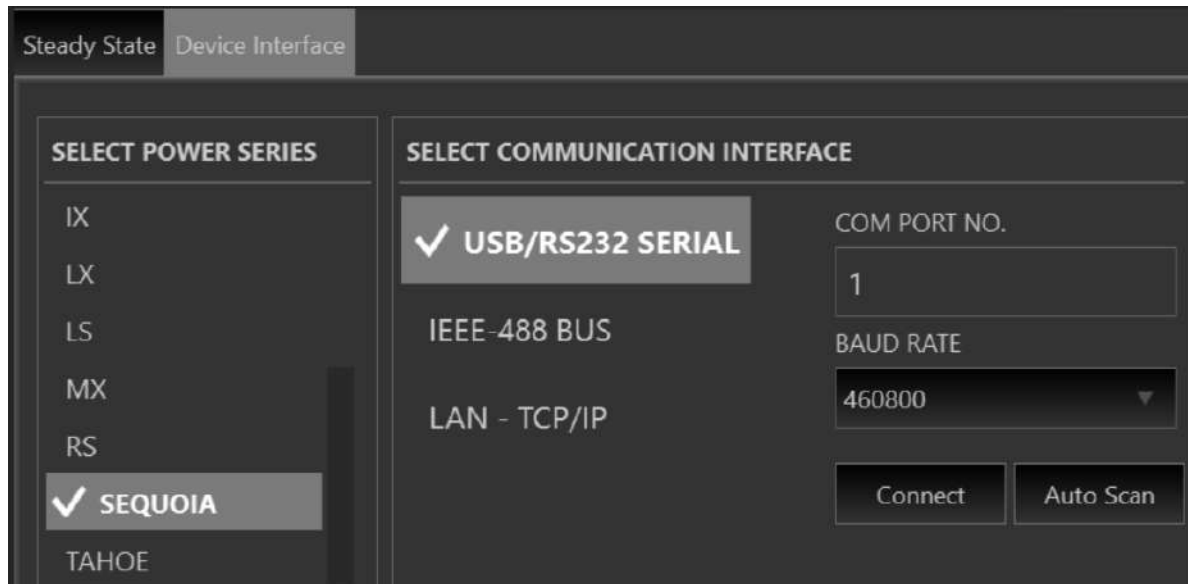 Steady State Device Interface
SELECT POWER SERIES
IX
LX
LS
MX
RS
SEQUOIA
TAHOE
SELECT COMMUNICATION INTERFACE
USB/RS232 SERIAL
IEEE-488 BUS
LAN - TCP/IP
COM PORT NO.
1
BAUD RATE
460800
Connect Auto Scan